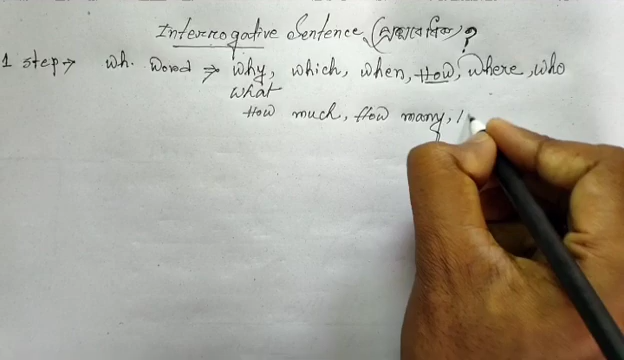 Interrogative Sentence (প্রশ্নবোধক) ?
1 step → wh. Word ⇒ why, which, when, How, where, who
what
How much, How many,